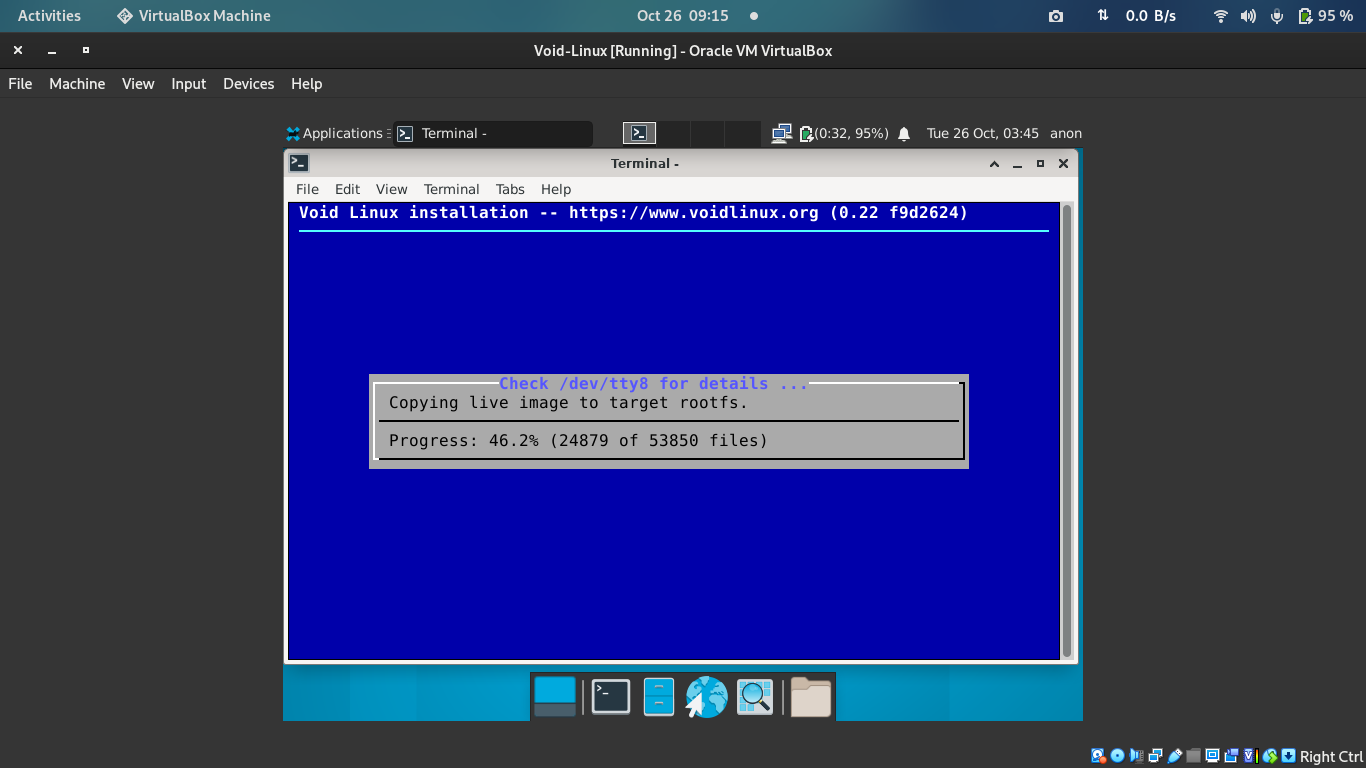 Activities VirtualBox Machine Oct 26 09:15 0.0 B/s 95 %
Void-Linux [Running] - Oracle VM VirtualBox
File Machine View Input Devices Help
Applications Terminal - (0:32, 95%) Tue 26 Oct, 03:45 anon
Terminal -
File Edit View Terminal Tabs Help
Void Linux installation -- https://www.voidlinux.org (0.22 f9d2624)
Check /dev/tty8 for details ...
Copying live image to target rootfs.
Progress: 46.2% (24879 of 53850 files)
Right Ctrl